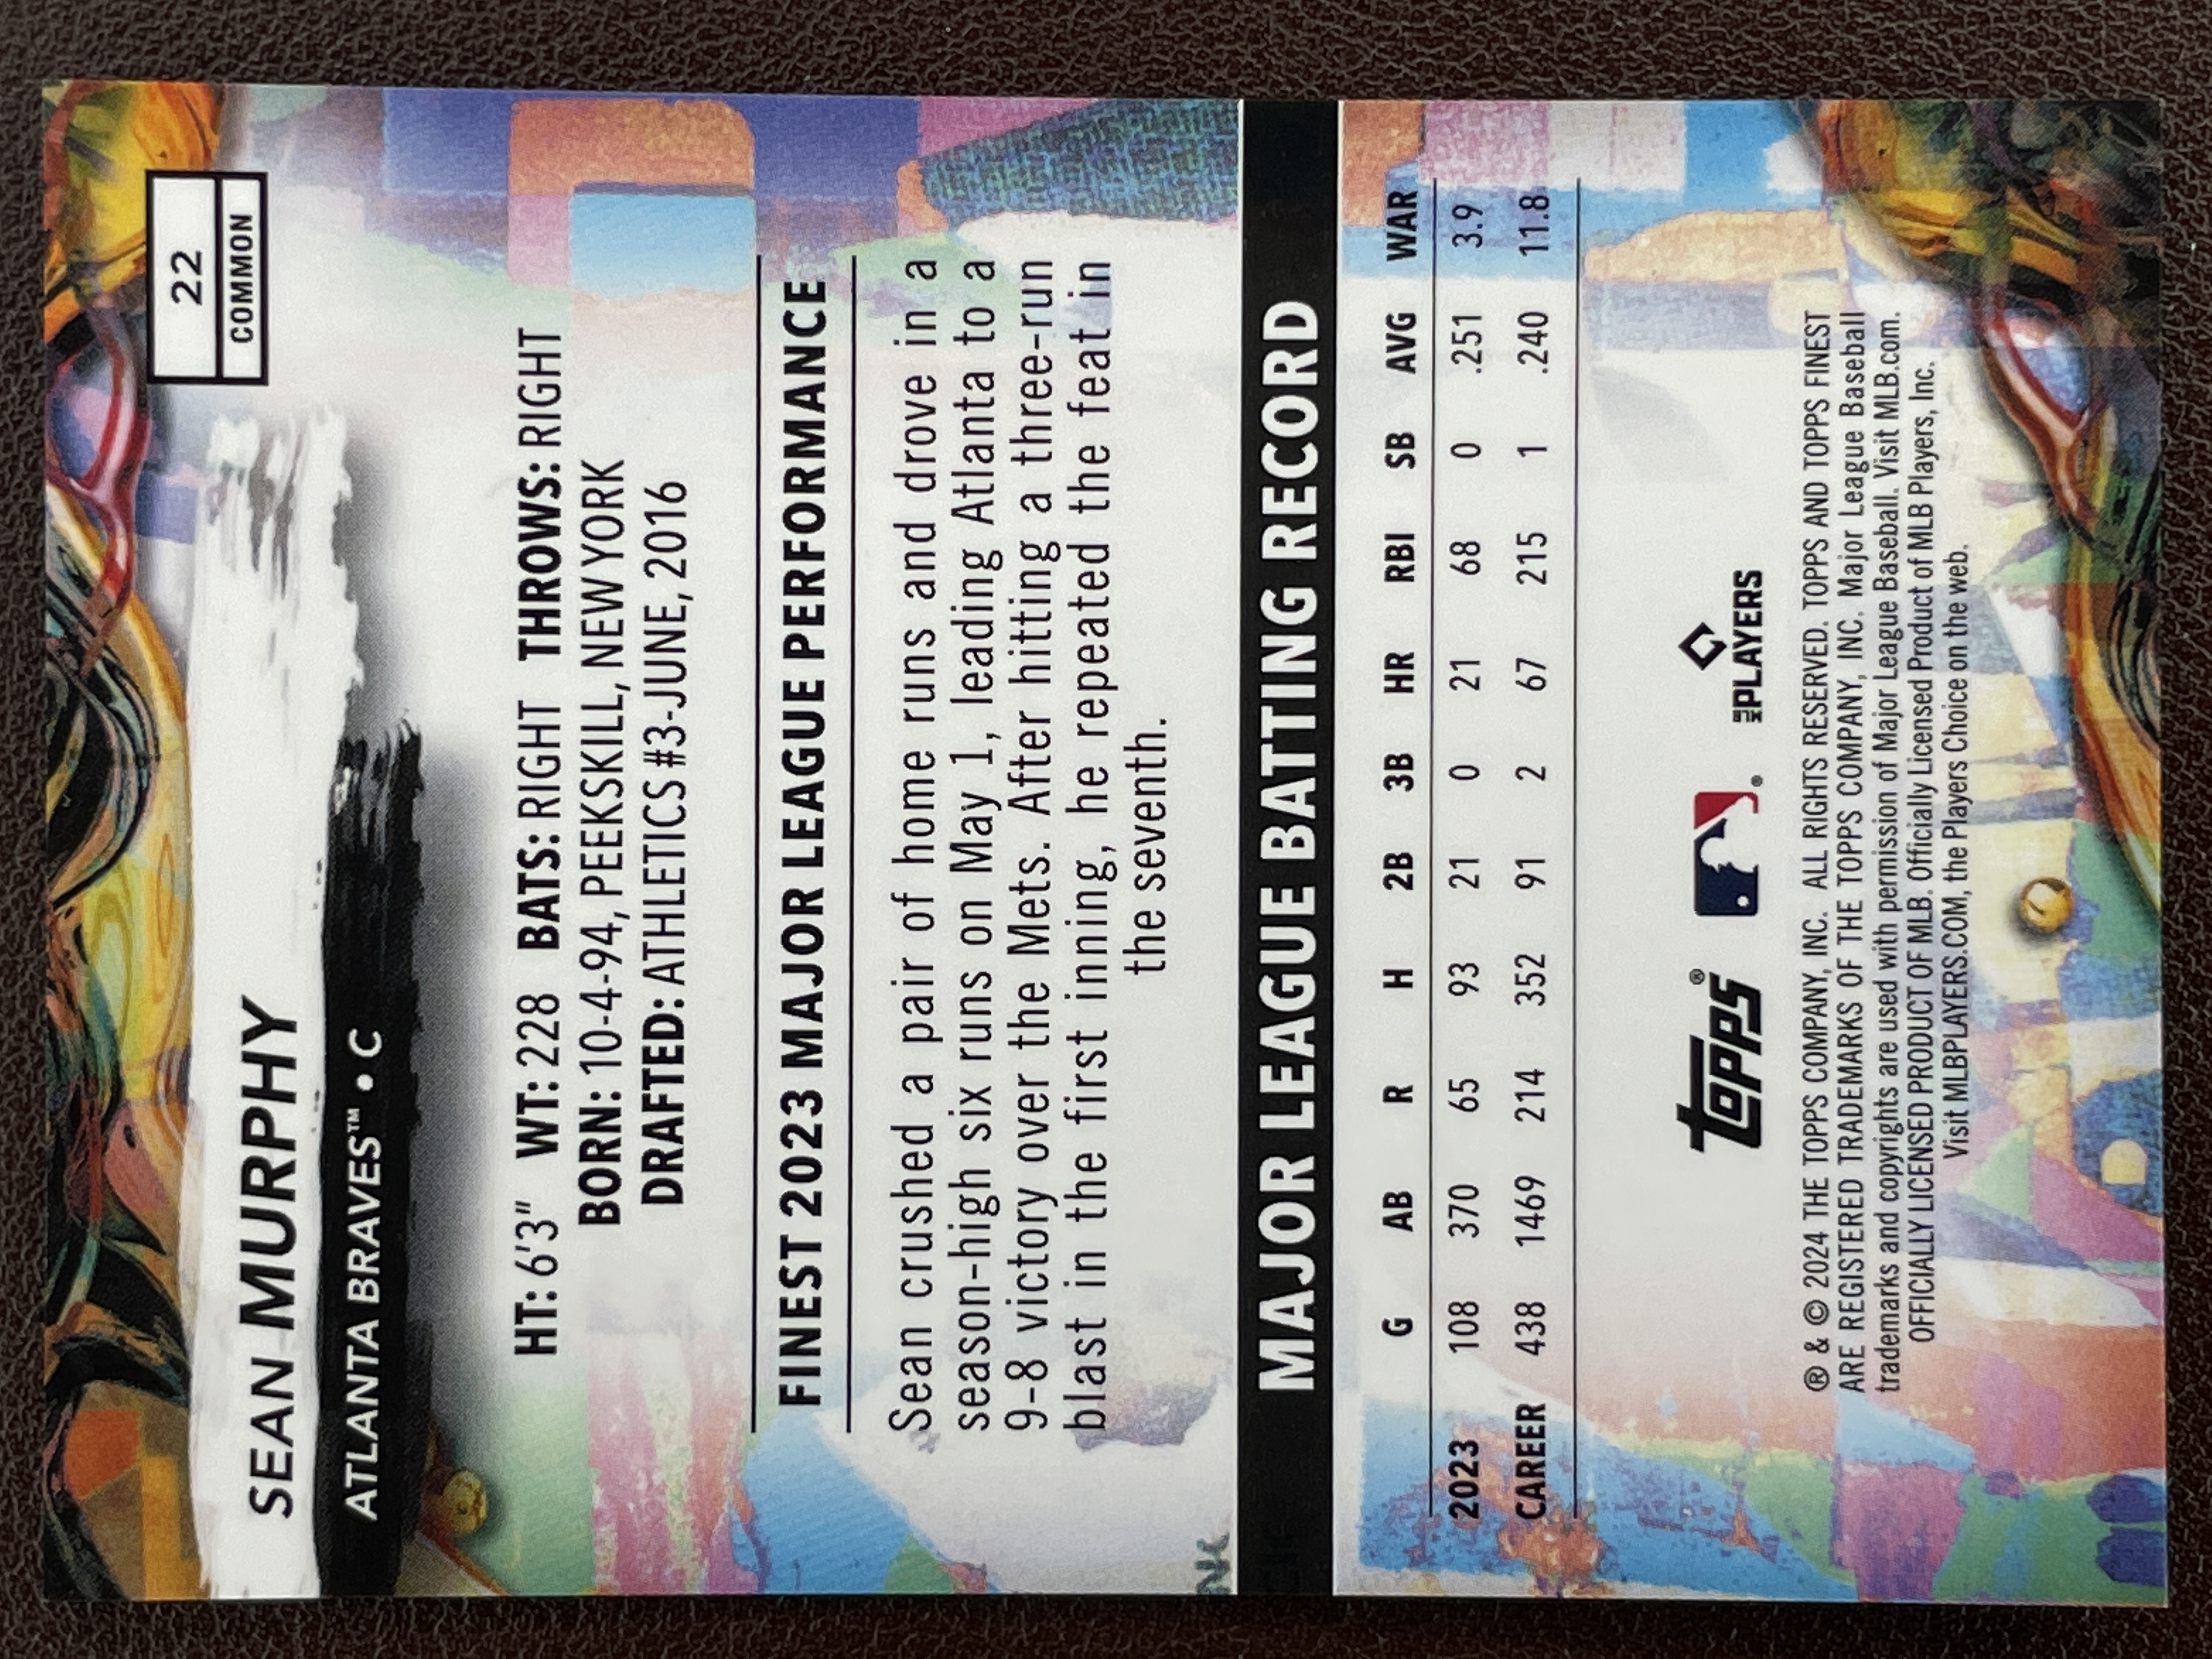 22
COMMON
SEAN MURPHY
ATLANTA BRAVES™ • C
HT: 6'3" WT: 228 BATS: RIGHT THROWS: RIGHT
BORN: 10-4-94, PEEKSKILL, NEW YORK
DRAFTED: ATHLETICS #3-JUNE, 2016
FINEST 2023 MAJOR LEAGUE PERFORMANCE
Sean crushed a pair of home runs and drove in a
season-high six runs on May 1, leading Atlanta to a
9-8 victory over the Mets. After hitting a three-run
blast in the first inning, he repeated the feat in
the seventh.
MAJOR LEAGUE BATTING RECORD
G AB R H 2B 3B HR RBI SB AVG WAR
2023 108 370 65 93 21 0 21 68 0 .251 3.9
CAREER 438 1469 214 352 91 2 67 215 1 .240 11.8
topps® ® MLB PLAYERS
® & © 2024 THE TOPPS COMPANY, INC. ALL RIGHTS RESERVED. TOPPS AND TOPPS FINEST
ARE REGISTERED TRADEMARKS OF THE TOPPS COMPANY, INC. Major League Baseball
trademarks and copyrights are used with permission of Major League Baseball. Visit MLB.com.
OFFICIALLY LICENSED PRODUCT OF MLB. Officially Licensed Product of MLB Players, Inc.
Visit MLBPLAYERS.COM, the Players Choice on the web.